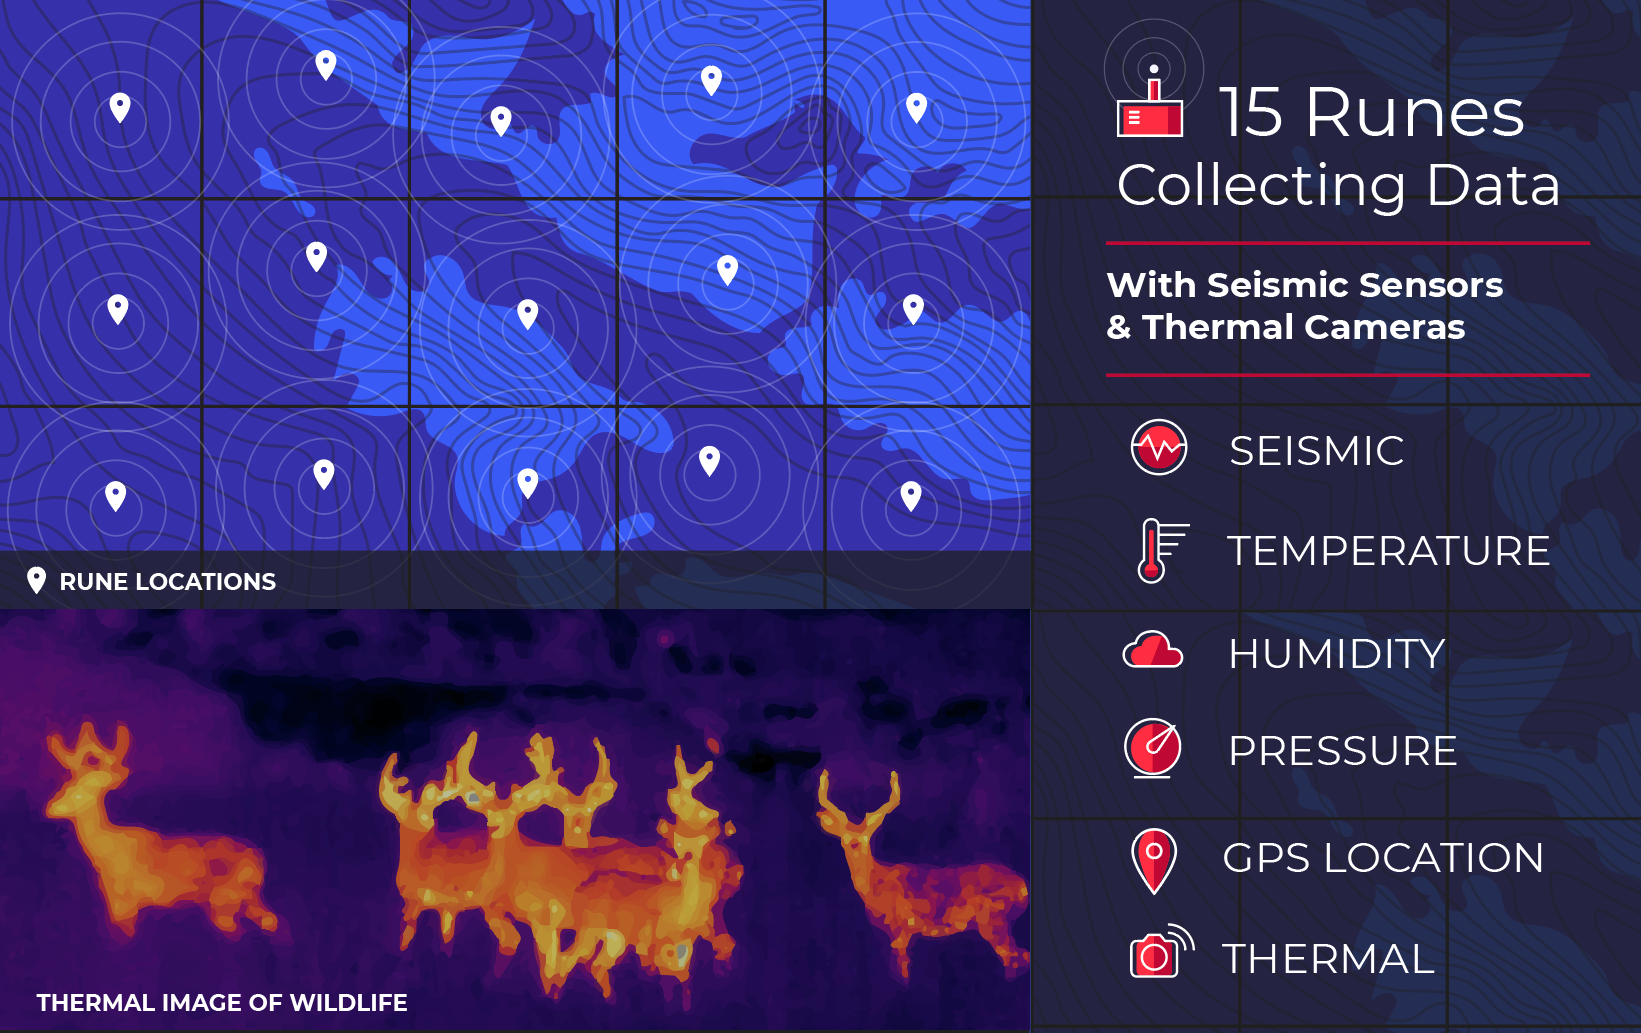 15 Runes
Collecting Data
With Seismic Sensors
& Thermal Cameras
SEISMIC
TEMPERATURE
HUMIDITY
PRESSURE
GPS LOCATION
THERMAL
RUNE LOCATIONS
THERMAL IMAGE OF WILDLIFE